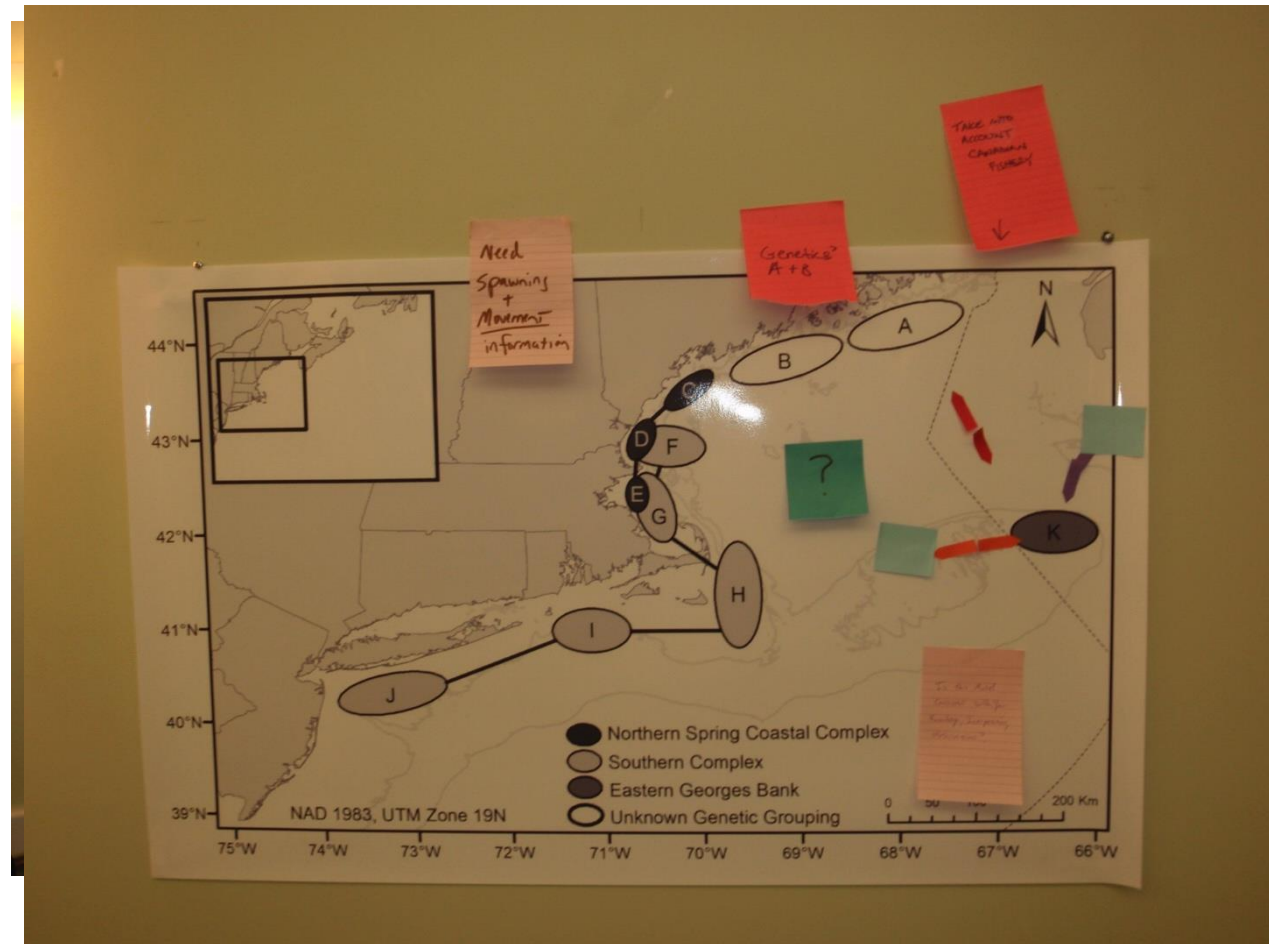 TAKE INTO
ACCOUNT
CANADIAN
FISHERY
Need
Spawning
+
Movement
information
Genetics?
A + B
?
N
44°N
43°N
42°N
41°N
40°N
39°N
A
B
C
D
F
E
G
H
I
J
K
Northern Spring Coastal Complex
Southern Complex
Eastern Georges Bank
Unknown Genetic Grouping
NAD 1983, UTM Zone 19N
0 50 100 200 Km
75°W 74°W 73°W 72°W 71°W 70°W 69°W 68°W 67°W 66°W